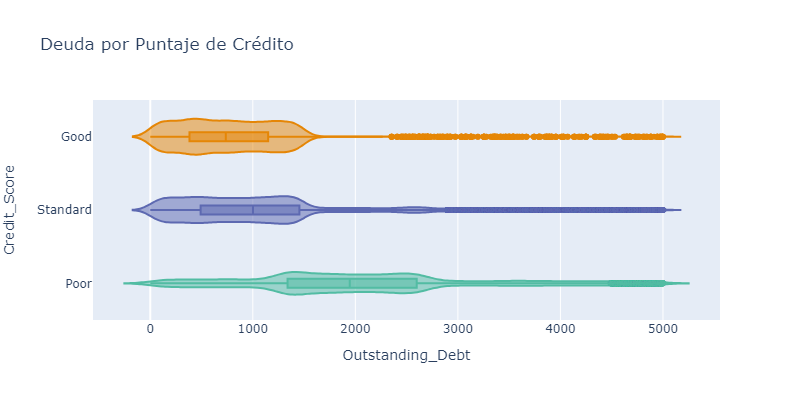 Deuda por Puntaje de Crédito
Credit_Score
Good
Standard
Poor
0 1000 2000 3000 4000 5000
Outstanding_Debt